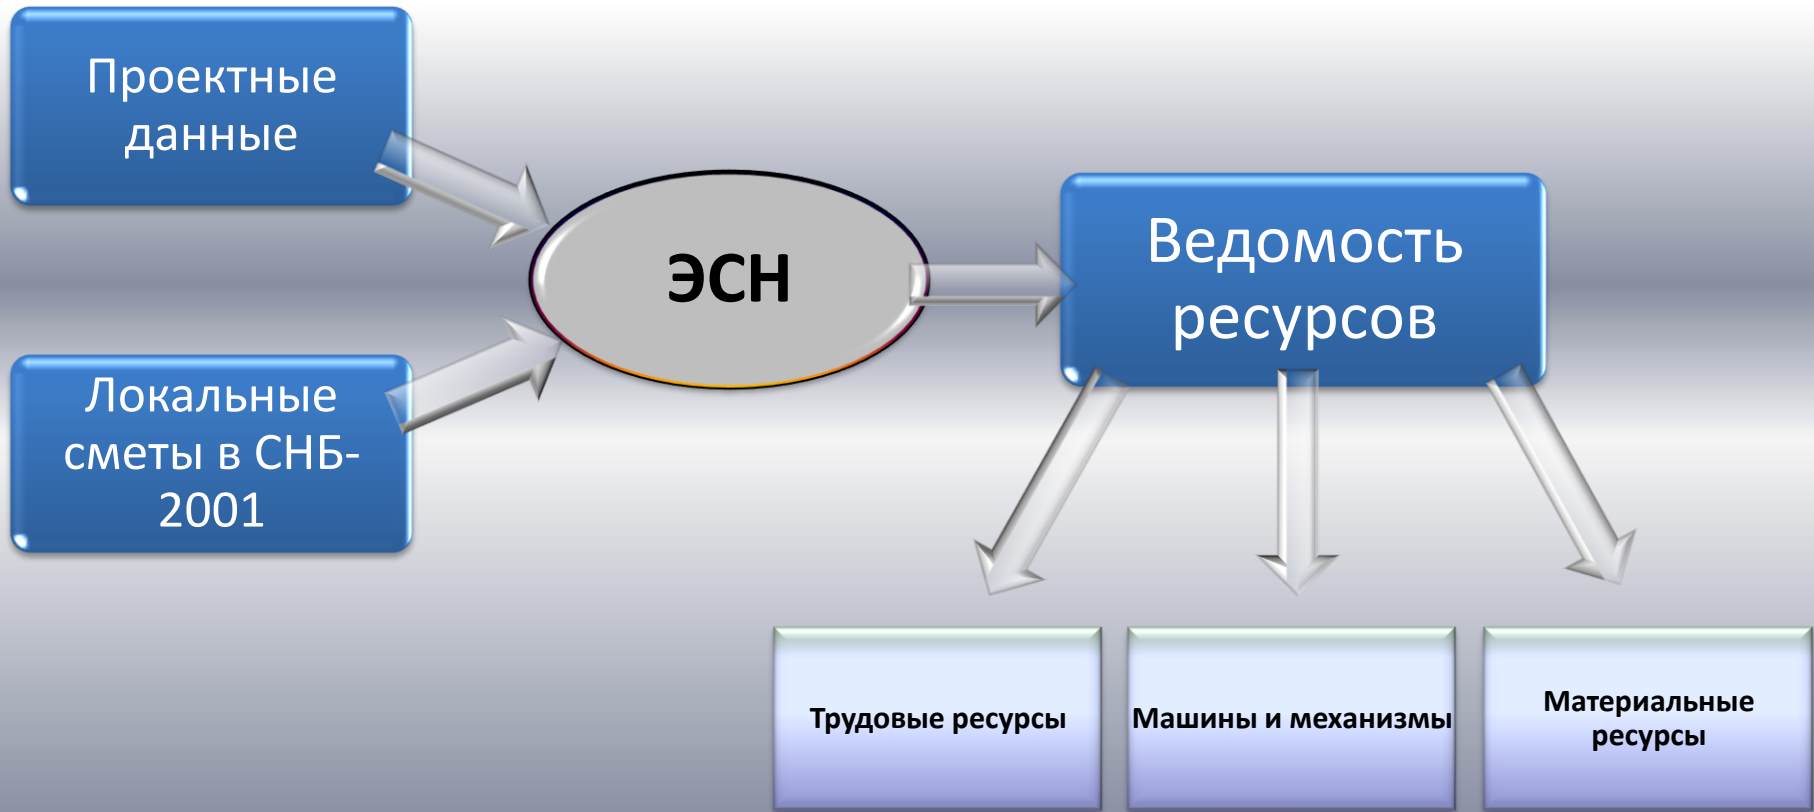 Проектные
данные
Локальные
сметы в СНБ-
2001
ЭСН
Ведомость
ресурсов
Трудовые ресурсы
Машины и механизмы
Материальные
ресурсы